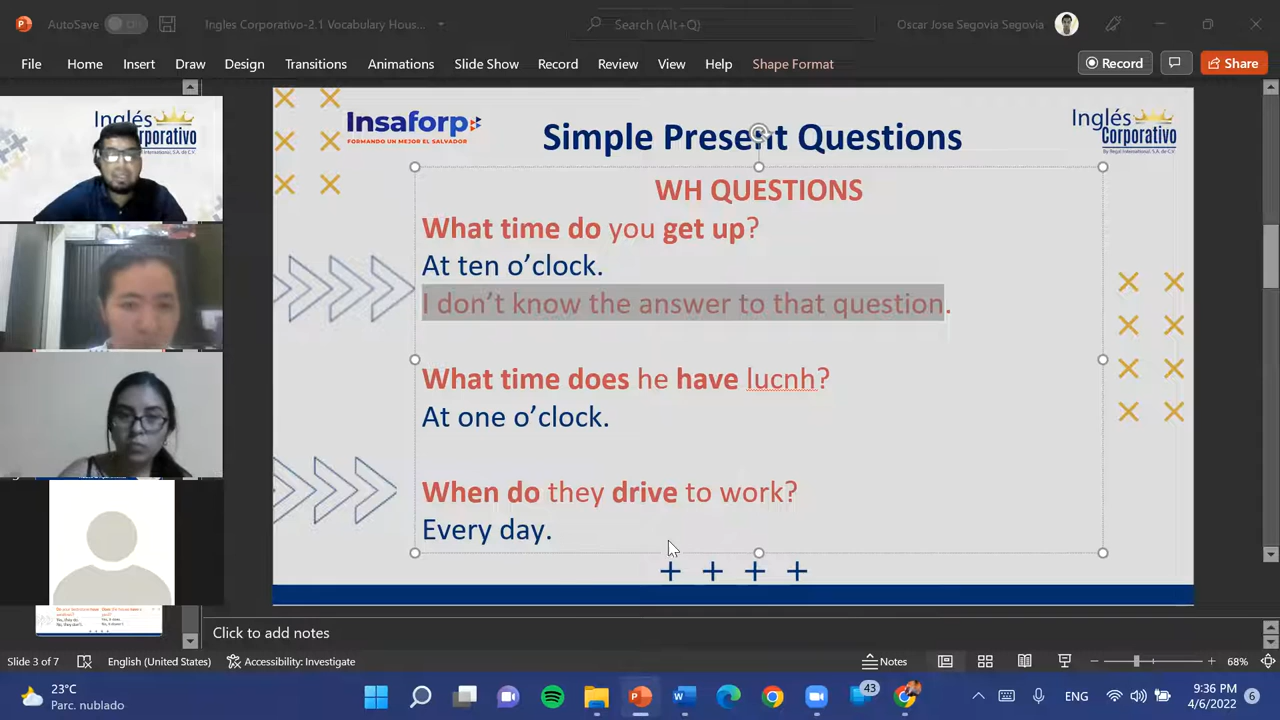 AutoSave Off Ingles Corporativo-2.1 Vocabulary Hous... Search (Alt+Q) Oscar Jose Segovia Segovia
File Home Insert Draw Design Transitions Animations Slide Show Record Review View Help Shape Format Record Share
Inglés
Corporativo
Insaforp
FORMANDO UN MEJOR EL SALVADOR
Simple Present Questions
Inglés
Corporativo
WH QUESTIONS
What time do you get up?
At ten o’clock.
I don’t know the answer to that question.
What time does he have lucnh?
At one o’clock.
When do they drive to work?
Every day.
Click to add notes
Slide 3 of 7 English (United States) Accessibility: Investigate Notes 68%
23°C
Parc. nublado
43
ENG
9:36 PM
4/6/2022
6